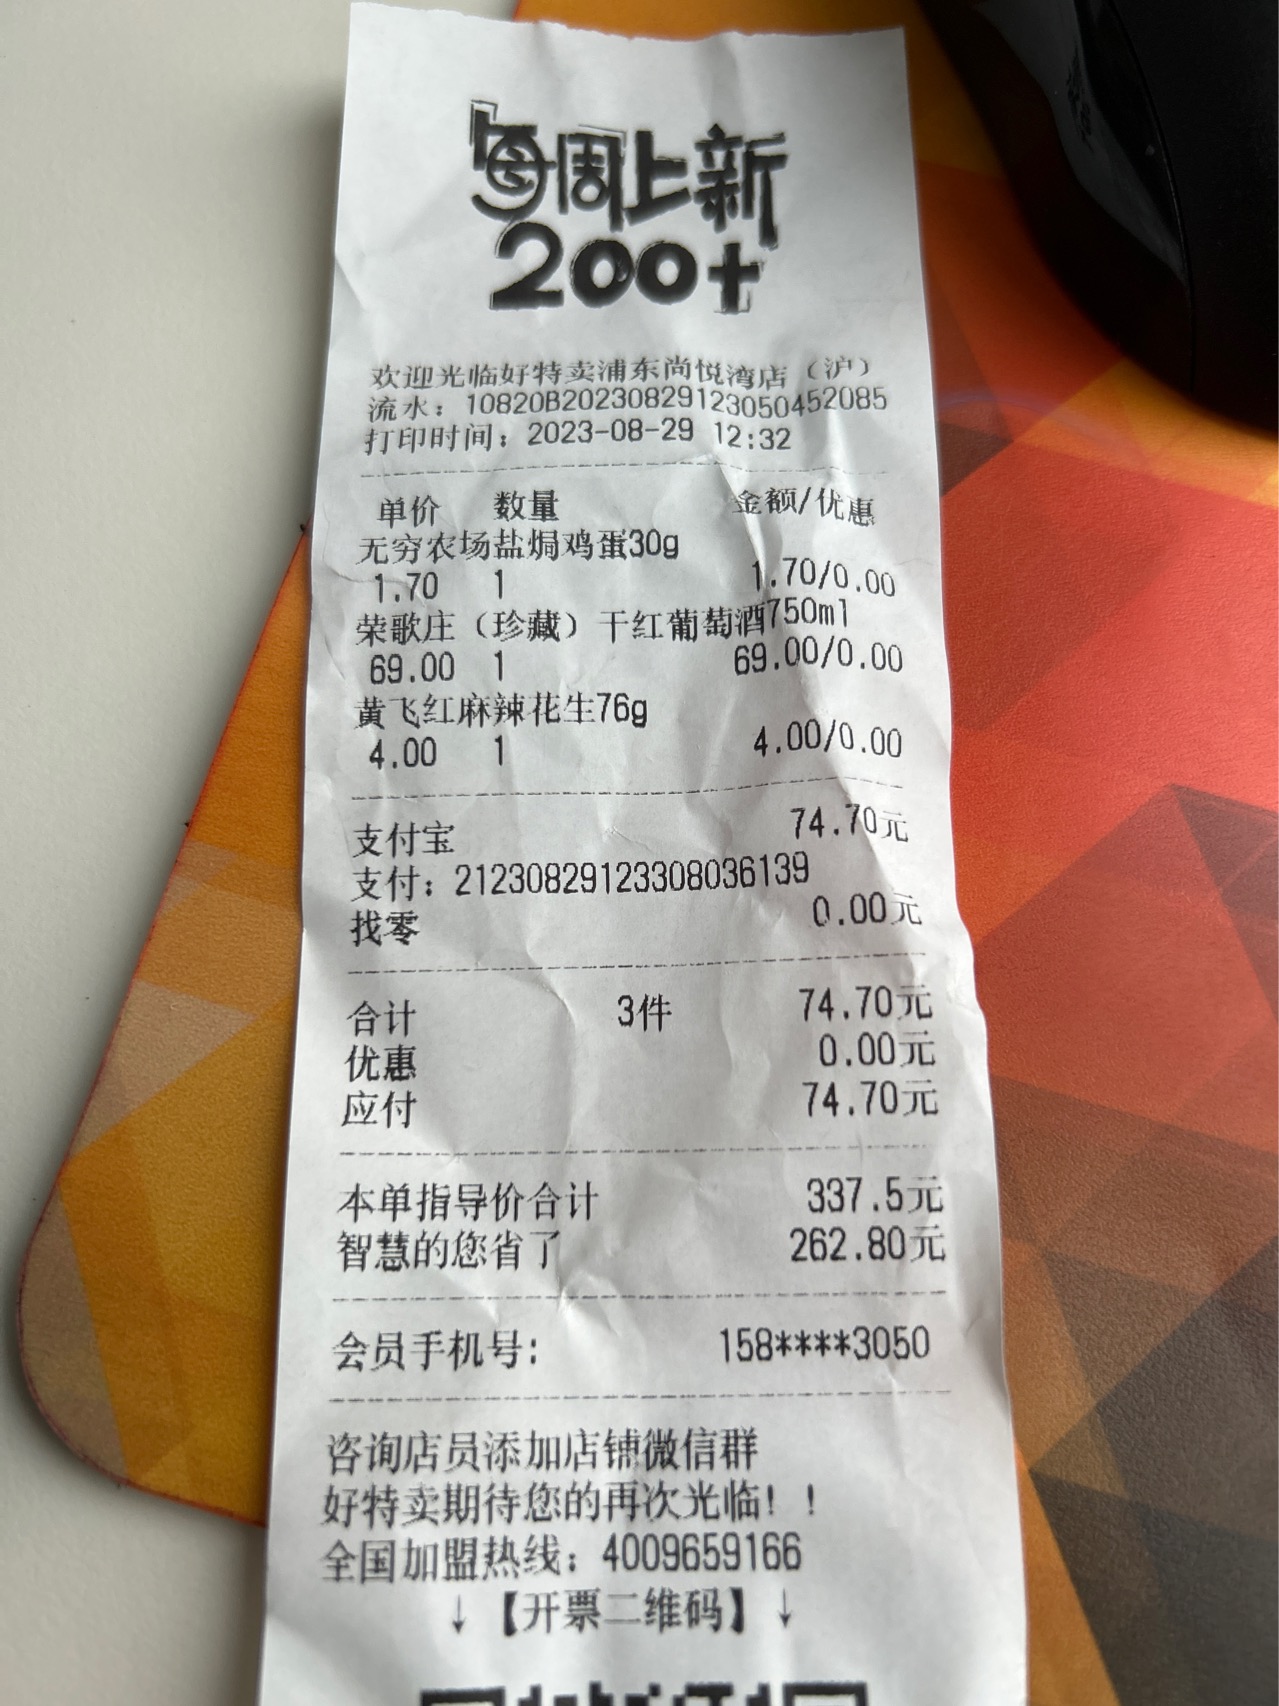 每周上新
200+
欢迎光临好特卖浦东尚悦湾店（沪）
流水：10820B20230829123050452085
打印时间：2023-08-29 12:32
单价 数量 金额/优惠
无穷农场盐焗鸡蛋30g
1.70 1 1.70/0.00
荣歌庄（珍藏）干红葡萄酒750ml
69.00 1 69.00/0.00
黄飞红麻辣花生76g
4.00 1 4.00/0.00
支付宝 74.70元
支付：21230829123308036139
找零 0.00元
合计 3件 74.70元
优惠 0.00元
应付 74.70元
本单指导价合计 337.5元
智慧的您省了 262.80元
会员手机号: 158****3050
咨询店员添加店铺微信群
好特卖期待您的再次光临！！
全国加盟热线：4009659166
↓【开票二维码】↓